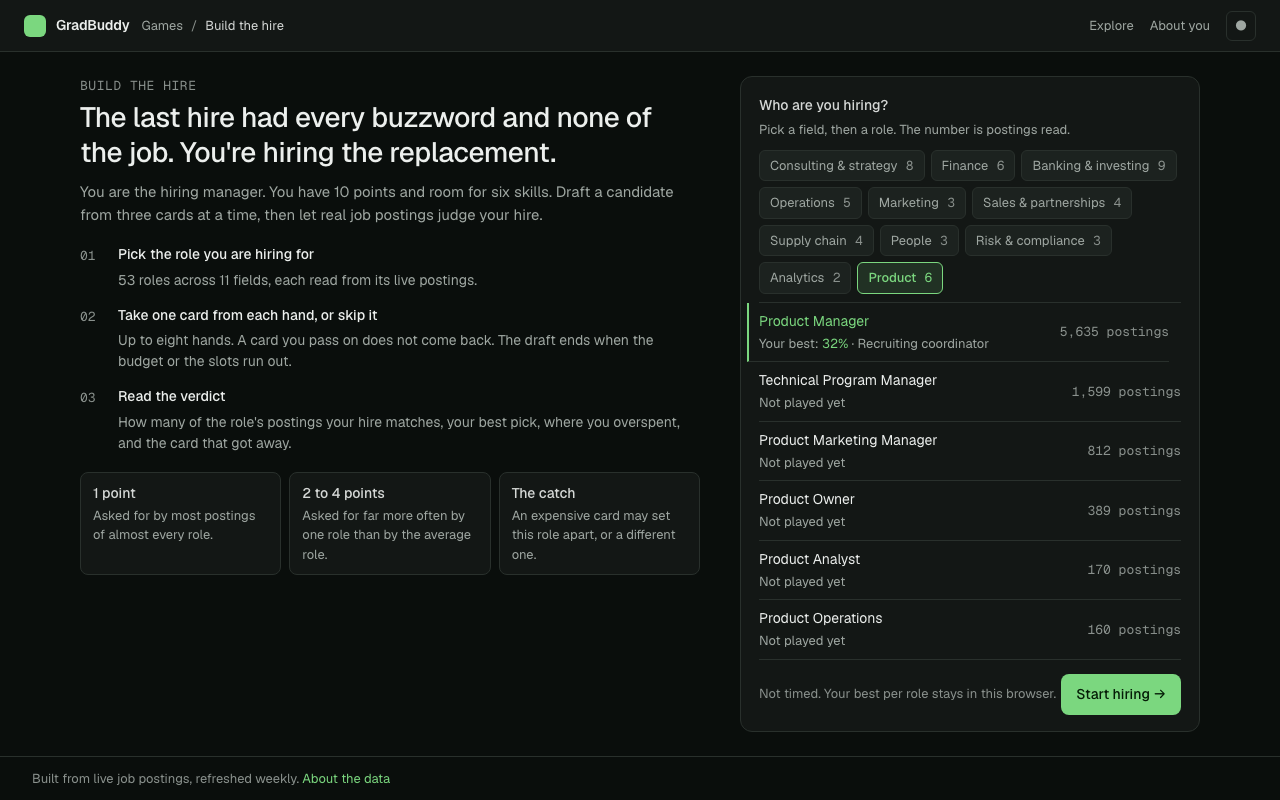 GradBuddy Games / Build the hire
Explore About you
BUILD THE HIRE
The last hire had every buzzword and none of
the job. You're hiring the replacement.
You are the hiring manager. You have 10 points and room for six skills. Draft a candidate
from three cards at a time, then let real job postings judge your hire.
01 Pick the role you are hiring for
53 roles across 11 fields, each read from its live postings.
02 Take one card from each hand, or skip it
Up to eight hands. A card you pass on does not come back. The draft ends when the
budget or the slots run out.
03 Read the verdict
How many of the role's postings your hire matches, your best pick, where you overspent,
and the card that got away.
1 point
Asked for by most postings
of almost every role.
2 to 4 points
Asked for far more often by
one role than by the average
role.
The catch
An expensive card may set
this role apart, or a different
one.
Who are you hiring?
Pick a field, then a role. The number is postings read.
Consulting & strategy 8 Finance 6 Banking & investing 9
Operations 5 Marketing 3 Sales & partnerships 4
Supply chain 4 People 3 Risk & compliance 3
Analytics 2 Product 6
Product Manager
Your best: 32% · Recruiting coordinator
5,635 postings
Technical Program Manager
Not played yet
1,599 postings
Product Marketing Manager
Not played yet
812 postings
Product Owner
Not played yet
389 postings
Product Analyst
Not played yet
170 postings
Product Operations
Not played yet
160 postings
Not timed. Your best per role stays in this browser.
Start hiring →
Built from live job postings, refreshed weekly. About the data